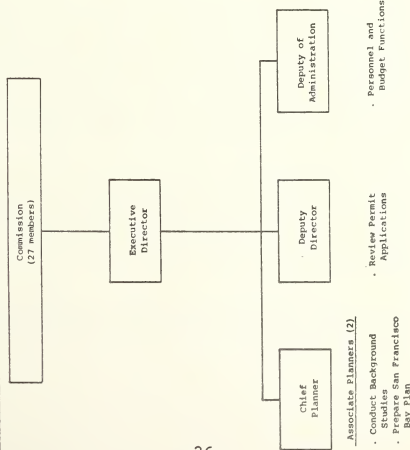 Commission
(27 members)
Executive
Director
Chief
Planner
Deputy
Director
Deputy of
Administration
Associate Planners (2)
. Conduct Background
Studies
. Prepare San Francisco
Bay Plan
. Review Permit
Applications
. Personnel and
Budget Functions
26